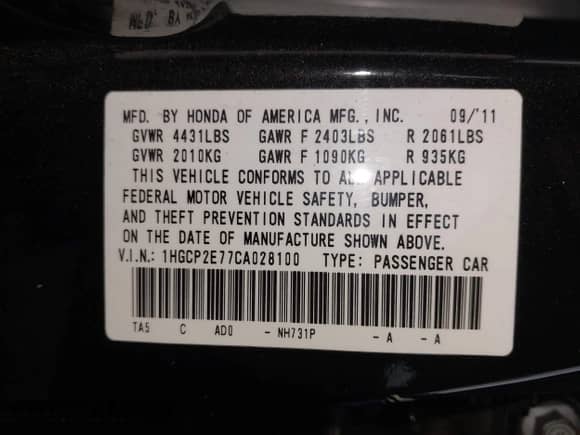 MFD. BY HONDA OF AMERICA MFG., INC. 09/'11
GVWR 4431LBS GAWR F 2403LBS R 2061LBS
GVWR 2010KG GAWR F 1090KG R 935KG
THIS VEHICLE CONFORMS TO ALL APPLICABLE
FEDERAL MOTOR VEHICLE SAFETY, BUMPER,
AND THEFT PREVENTION STANDARDS IN EFFECT
ON THE DATE OF MANUFACTURE SHOWN ABOVE.
V.I.N.: 1HGCP2E77CA028100 TYPE: PASSENGER CAR
TA5 C AD0 - NH731P - A - A